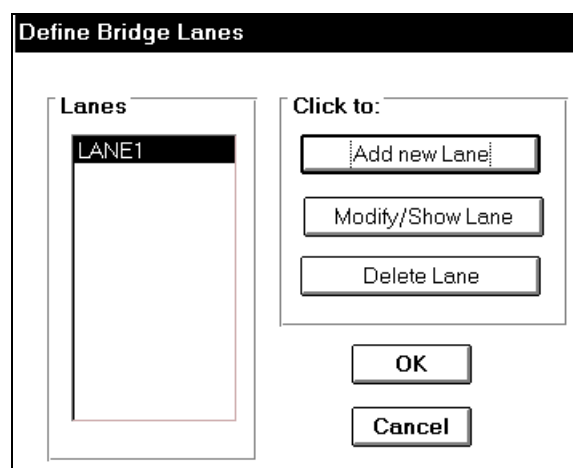 Define Bridge Lanes
Lanes
LANE1
Click to:
Add new Lane
Modify/Show Lane
Delete Lane
OK
Cancel